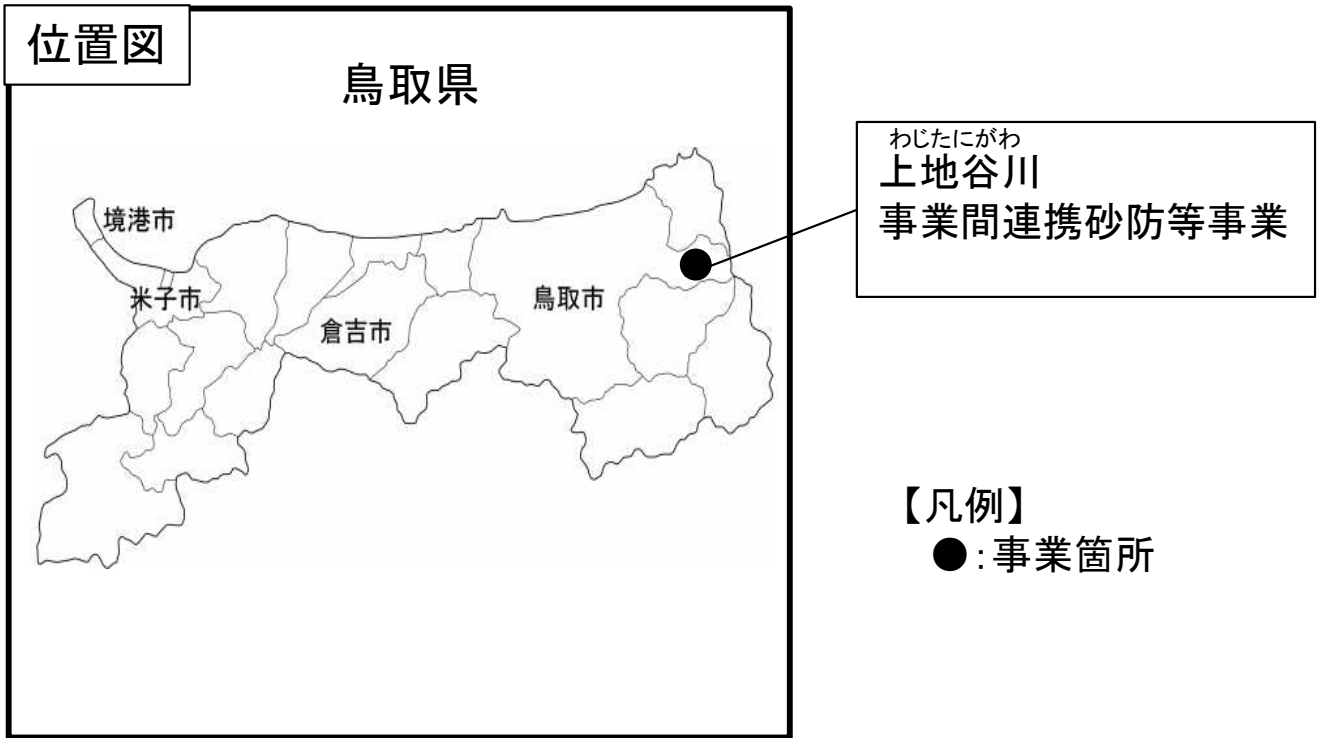 位置図
鳥取県
境港市
米子市
倉吉市
鳥取市
わじたにがわ
上地谷川
事業間連携砂防等事業
【凡例】
●：事業箇所